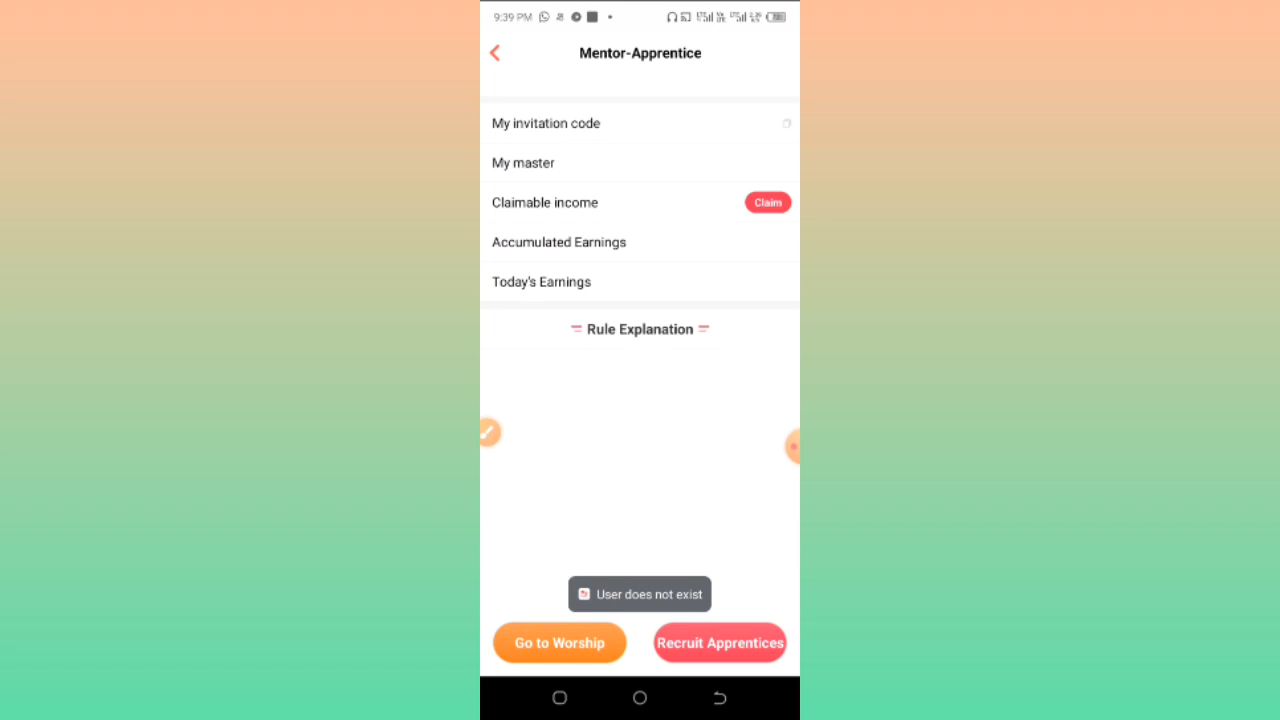 9:39 PM
Mentor-Apprentice
My invitation code
My master
Claimable income
Claim
Accumulated Earnings
Today's Earnings
Rule Explanation
User does not exist
Go to Worship
Recruit Apprentices